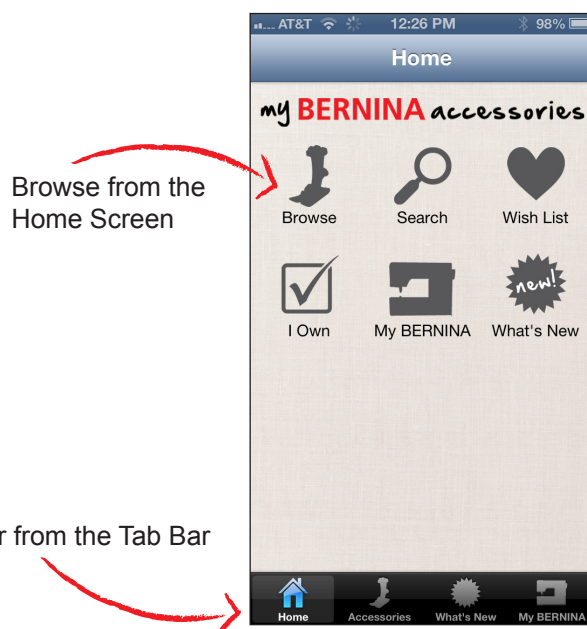 AT&T 12:26 PM 98%
Home
my BERNINA accessories
Browse from the
Home Screen
Browse Search Wish List
new!
I Own My BERNINA What's New
from the Tab Bar
Home Accessories What's New My BERNINA